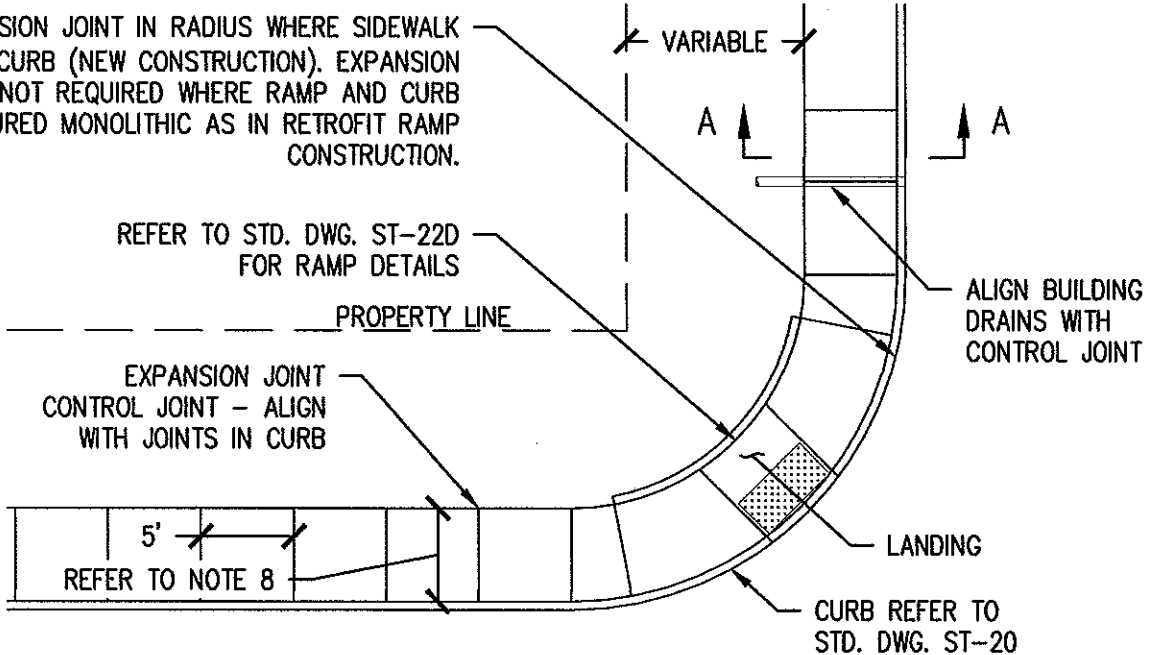 SION JOINT IN RADIUS WHERE SIDEWALK
CURB (NEW CONSTRUCTION). EXPANSION
NOT REQUIRED WHERE RAMP AND CURB
URED MONOLITHIC AS IN RETROFIT RAMP
CONSTRUCTION.
VARIABLE
A
A
REFER TO STD. DWG. ST-22D
FOR RAMP DETAILS
PROPERTY LINE
ALIGN BUILDING
DRAINS WITH
CONTROL JOINT
EXPANSION JOINT
CONTROL JOINT - ALIGN
WITH JOINTS IN CURB
5'
REFER TO NOTE 8
LANDING
CURB REFER TO
STD. DWG. ST-20